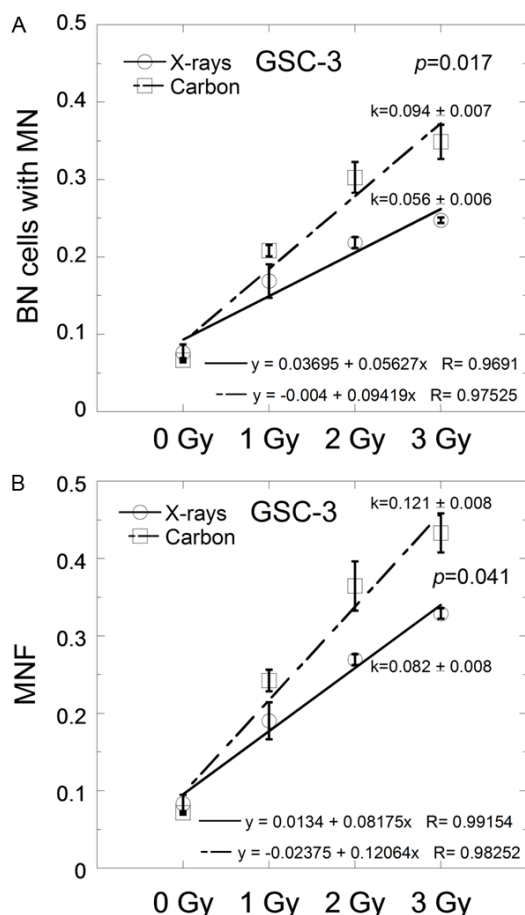 A
0.5
X-rays GSC-3 p=0.017
Carbon
k=0.094 ± 0.007
0.4
0.3
k=0.056 ± 0.006
BN cells with MN
0.2
0.1
y = 0.03695 + 0.05627x R= 0.9691
y = -0.004 + 0.09419x R= 0.97525
0
0 Gy 1 Gy 2 Gy 3 Gy
B
0.5
X-rays GSC-3
k=0.121 ± 0.008
Carbon
0.4
p=0.041
0.3
k=0.082 ± 0.008
MNF
0.2
0.1
y = 0.0134 + 0.08175x R= 0.99154
y = -0.02375 + 0.12064x R= 0.98252
0
0 Gy 1 Gy 2 Gy 3 Gy